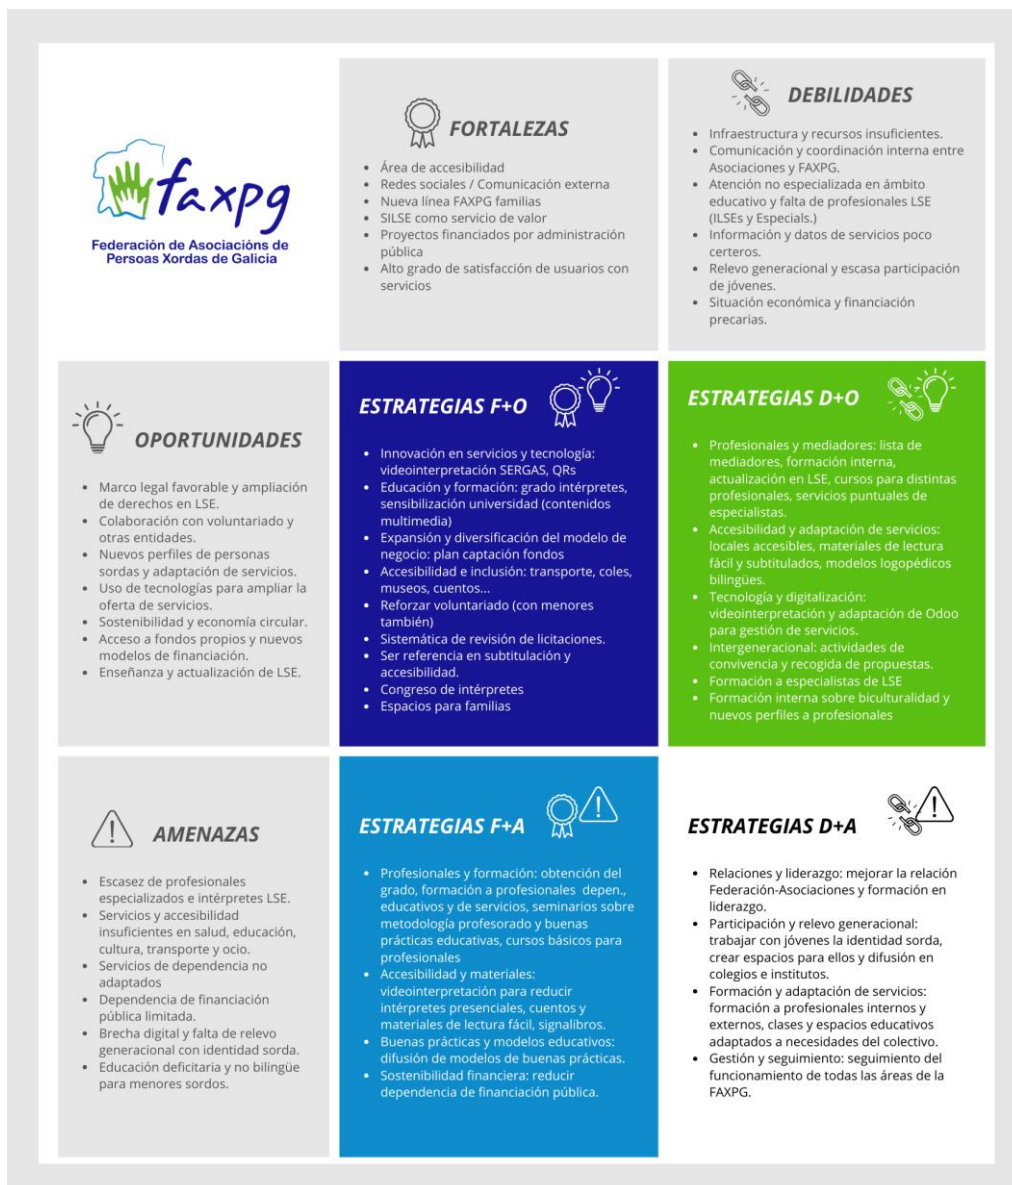 faxpg
Federación de Asociacións de
Persoas Xordas de Galicia
FORTALEZAS
• Área de accesibilidad
• Redes sociales / Comunicación externa
• Nueva línea FAXPG familias
• SILSE como servicio de valor
• Proyectos financiados por administración
pública
• Alto grado de satisfacción de usuarios con
servicios
DEBILIDADES
• Infraestructura y recursos insuficientes.
• Comunicación y coordinación interna entre
Asociaciones y FAXPG.
• Atención no especializada en ámbito
educativo y falta de profesionales LSE
(ILSEs y Especials.)
• Información y datos de servicios poco
certeros.
• Relevo generacional y escasa participación
de jóvenes.
• Situación económica y financiación
precarias.
OPORTUNIDADES
• Marco legal favorable y ampliación
de derechos en LSE.
• Colaboración con voluntariado y
otras entidades.
• Nuevos perfiles de personas
sordas y adaptación de servicios.
• Uso de tecnologías para ampliar la
oferta de servicios.
• Sostenibilidad y economía circular.
• Acceso a fondos propios y nuevos
modelos de financiación.
• Enseñanza y actualización de LSE.
ESTRATEGIAS F+O
• Innovación en servicios y tecnología:
videointerpretación SERGAS, QRs
• Educación y formación: grado intérpretes,
sensibilización universidad (contenidos
multimedia)
• Expansión y diversificación del modelo de
negocio: plan captación fondos
• Accesibilidad e inclusión: transporte, coles,
museos, cuentos...
• Reforzar voluntariado (con menores
también)
• Sistemática de revisión de licitaciones.
• Ser referencia en subtitulación y
accesibilidad.
• Congreso de intérpretes
• Espacios para familias
ESTRATEGIAS D+O
• Profesionales y mediadores: lista de
mediadores, formación interna,
actualización en LSE, cursos para distintas
profesionales, servicios puntuales de
especialistas.
• Accesibilidad y adaptación de servicios:
locales accesibles, materiales de lectura
fácil y subtitulados, modelos logopédicos
bilingües.
• Tecnología y digitalización:
videointerpretación y adaptación de Odoo
para gestión de servicios.
• Intergeneracional: actividades de
convivencia y recogida de propuestas.
• Formación a especialistas de LSE
• Formación interna sobre biculturalidad y
nuevos perfiles a profesionales
AMENAZAS
• Escasez de profesionales
especializados e intérpretes LSE.
• Servicios y accesibilidad
insuficientes en salud, educación,
cultura, transporte y ocio.
• Servicios de dependencia no
adaptados
• Dependencia de financiación
pública limitada.
• Brecha digital y falta de relevo
generacional con identidad sorda.
• Educación deficitaria y no bilingüe
para menores sordos.
ESTRATEGIAS F+A
• Profesionales y formación: obtención del
grado, formación a profesionales depen.,
educativos y de servicios, seminarios sobre
metodología profesorado y buenas
prácticas educativas, cursos básicos para
profesionales
• Accesibilidad y materiales:
videointerpretación para reducir
intérpretes presenciales, cuentos y
materiales de lectura fácil, signalibros.
• Buenas prácticas y modelos educativos:
difusión de modelos de buenas prácticas.
• Sostenibilidad financiera: reducir
dependencia de financiación pública.
ESTRATEGIAS D+A
• Relaciones y liderazgo: mejorar la relación
Federación-Asociaciones y formación en
liderazgo.
• Participación y relevo generacional:
trabajar con jóvenes la identidad sorda,
crear espacios para ellos y difusión en
colegios e institutos.
• Formación y adaptación de servicios:
formación a profesionales internos y
externos, clases y espacios educativos
adaptados a necesidades del colectivo.
• Gestión y seguimiento: seguimiento del
funcionamiento de todas las áreas de la
FAXPG.